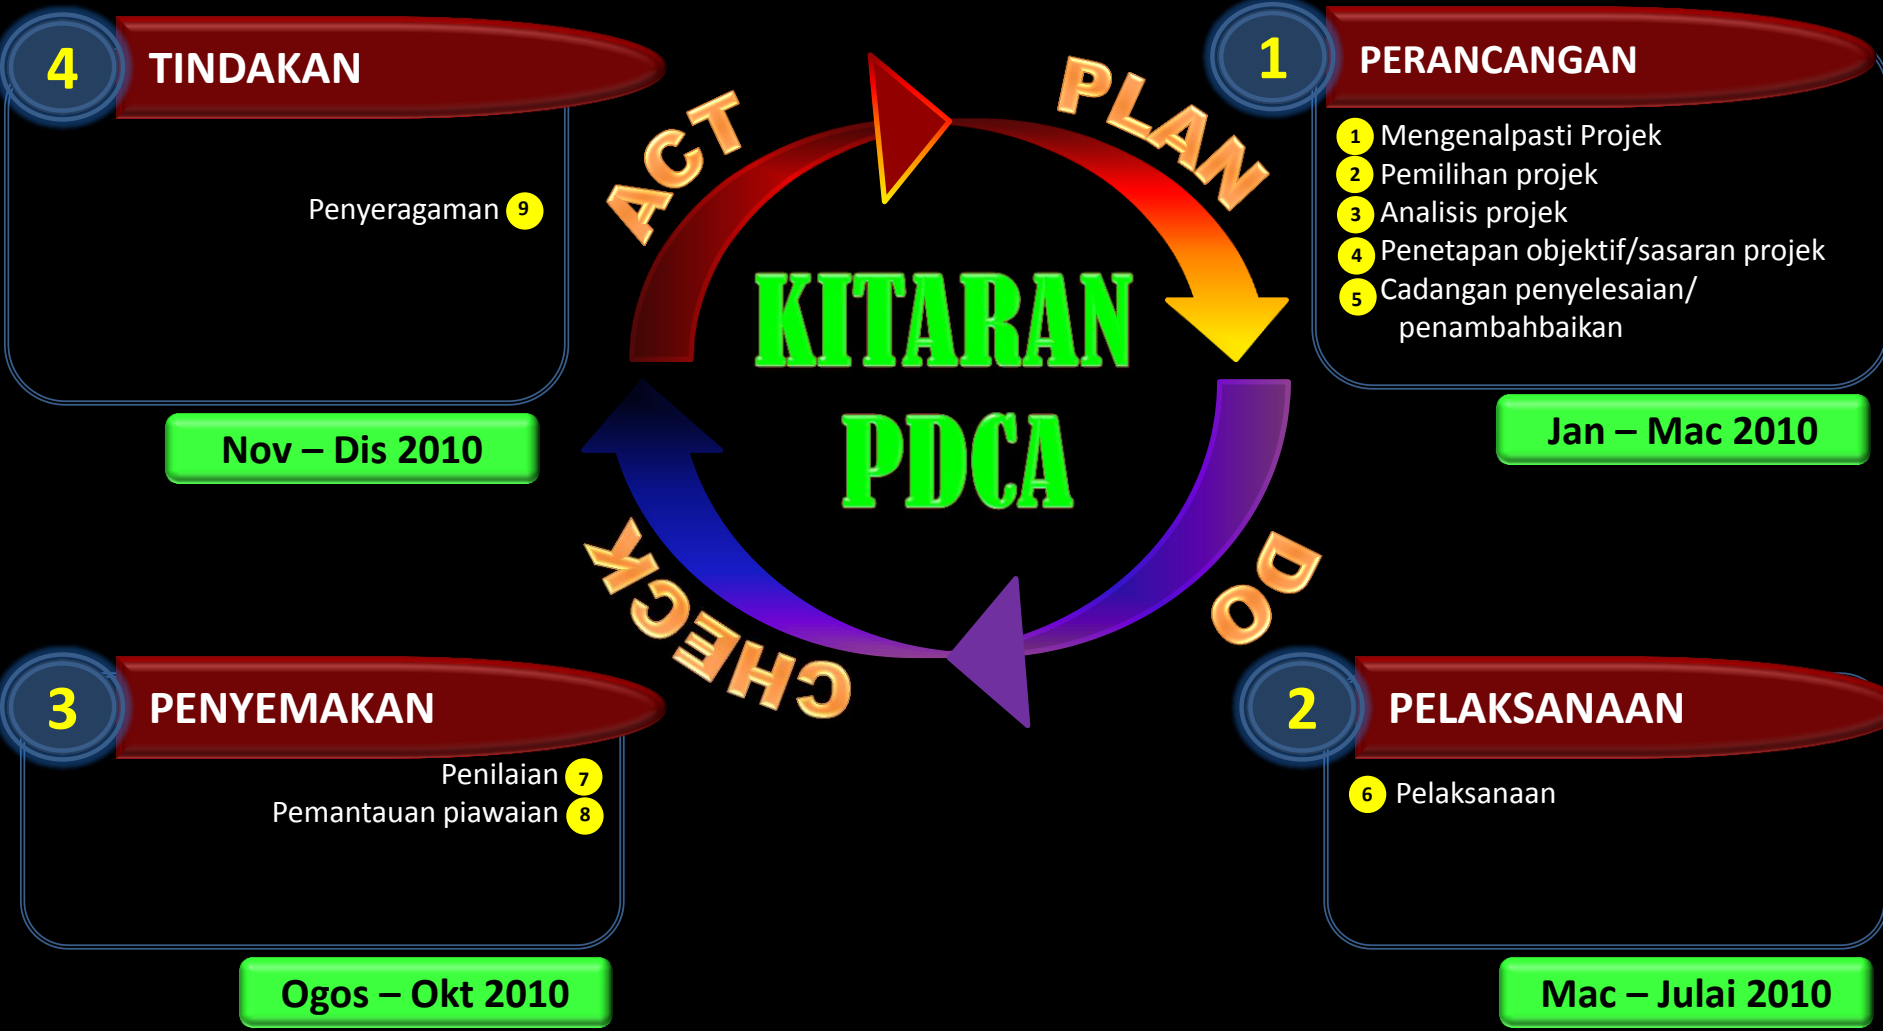 4
TINDAKAN
Penyeragaman 9
Nov – Dis 2010
ACT
PLAN
KITARAN
PDCA
DO
CHECK
1
PERANCANGAN
1 Mengenalpasti Projek
2 Pemilihan projek
3 Analisis projek
4 Penetapan objektif/sasaran projek
5 Cadangan penyelesaian/
penambahbaikan
Jan – Mac 2010
3
PENYEMAKAN
Penilaian 7
Pemantauan piawaian 8
Ogos – Okt 2010
2
PELAKSANAAN
6 Pelaksanaan
Mac – Julai 2010